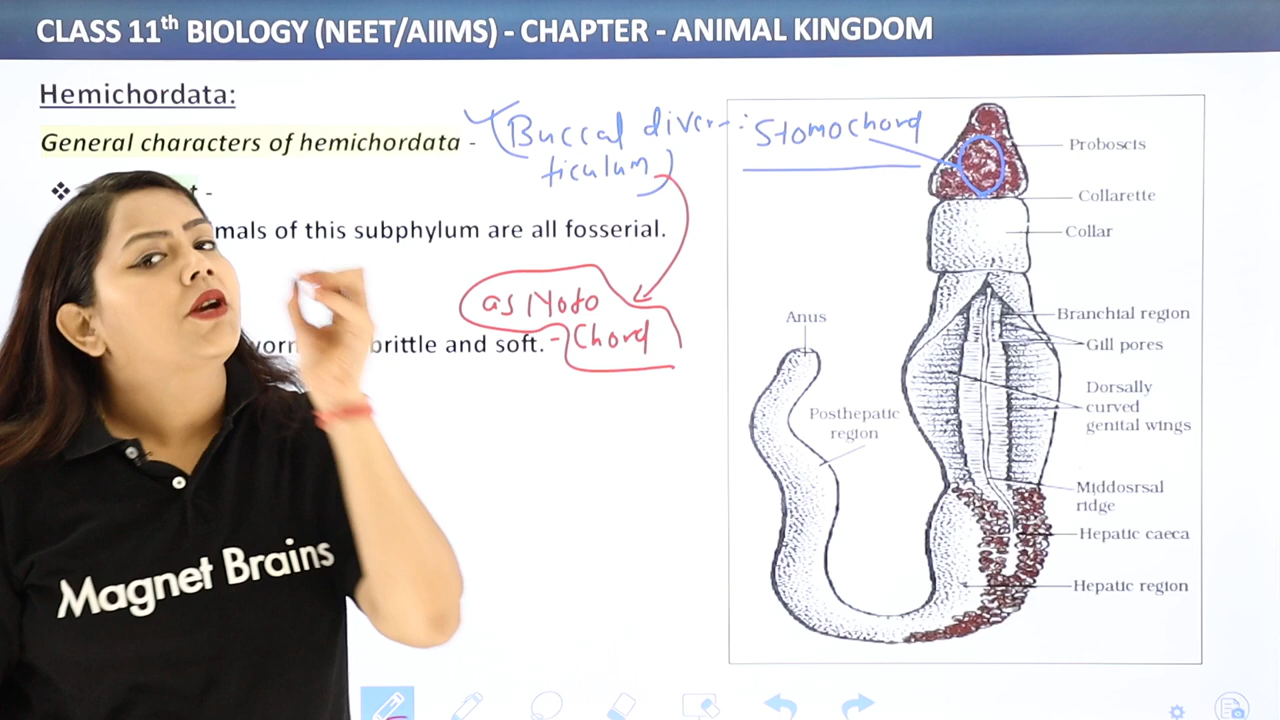 CLASS 11th BIOLOGY (NEET/AIIMS) - CHAPTER - ANIMAL KINGDOM
Hemichordata:
General characters of hemichordata -
(Buccal diver-
ticulum)
: Stomochord
mals of this subphylum are all fosserial.
as Noto
- Chord
brittle and soft.
Proboscis
Collarette
Collar
Branchial region
Gill pores
Dorsally
curved
genital wings
Middosrsal
ridge
Hepatic caeca
Hepatic region
Anus
Posthepatic
region
Magnet Brains